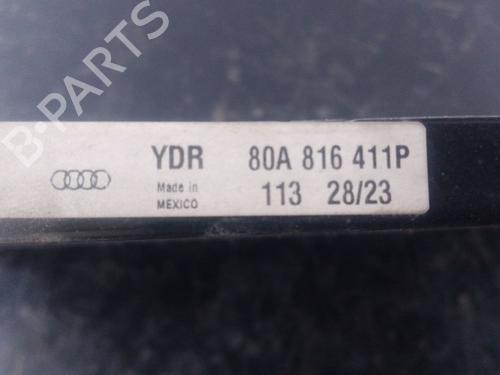 B-PARTS
YDR 80A 816 411P
Made in 113 28/23
MEXICO